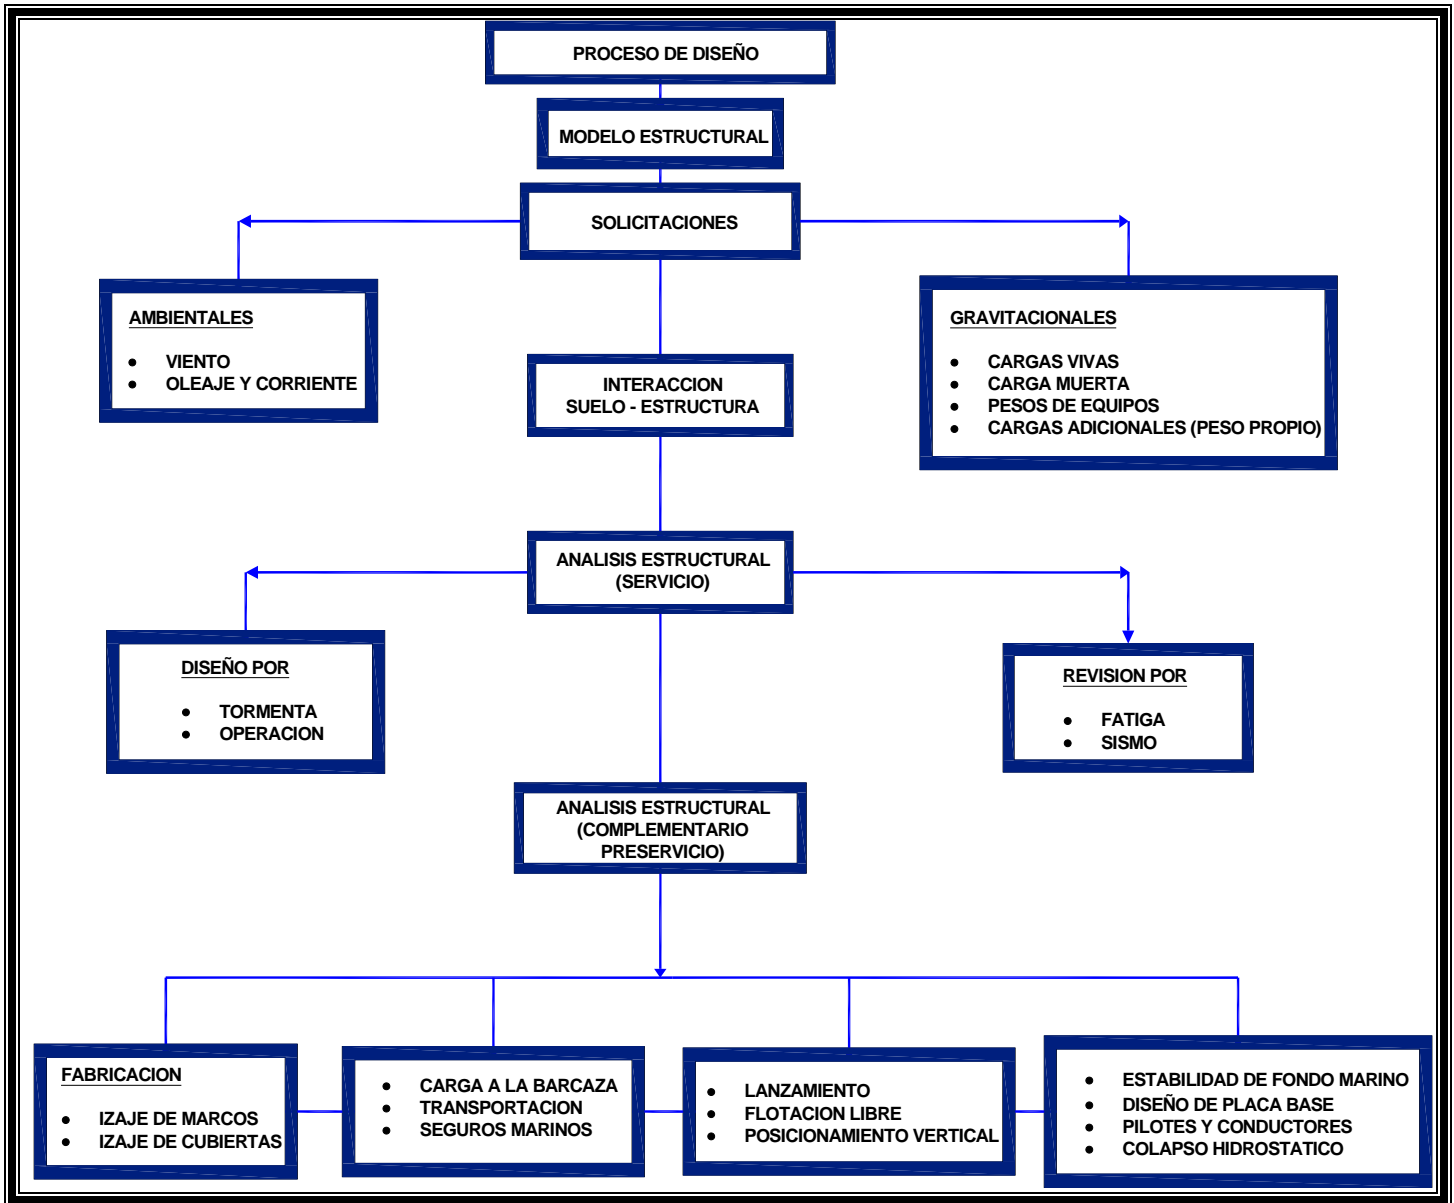 PROCESO DE DISEÑO
MODELO ESTRUCTURAL
SOLICITACIONES
AMBIENTALES
● VIENTO
● OLEAJE Y CORRIENTE
GRAVITACIONALES
● CARGAS VIVAS
● CARGA MUERTA
● PESOS DE EQUIPOS
● CARGAS ADICIONALES (PESO PROPIO)
INTERACCION
SUELO - ESTRUCTURA
ANALISIS ESTRUCTURAL
(SERVICIO)
DISEÑO POR
● TORMENTA
● OPERACION
REVISION POR
● FATIGA
● SISMO
ANALISIS ESTRUCTURAL
(COMPLEMENTARIO
PRESERVICIO)
FABRICACION
● IZAJE DE MARCOS
● IZAJE DE CUBIERTAS
● CARGA A LA BARCAZA
● TRANSPORTACION
● SEGUROS MARINOS
● LANZAMIENTO
● FLOTACION LIBRE
● POSICIONAMIENTO VERTICAL
● ESTABILIDAD DE FONDO MARINO
● DISEÑO DE PLACA BASE
● PILOTES Y CONDUCTORES
● COLAPSO HIDROSTATICO